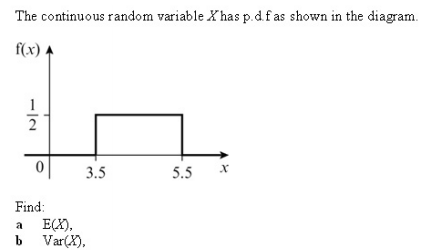 The continuous random variable X has p.d.f as shown in the diagram.
f(x)
1
2
0
3.5
5.5
x
Find:
a E(X),
b Var(X),